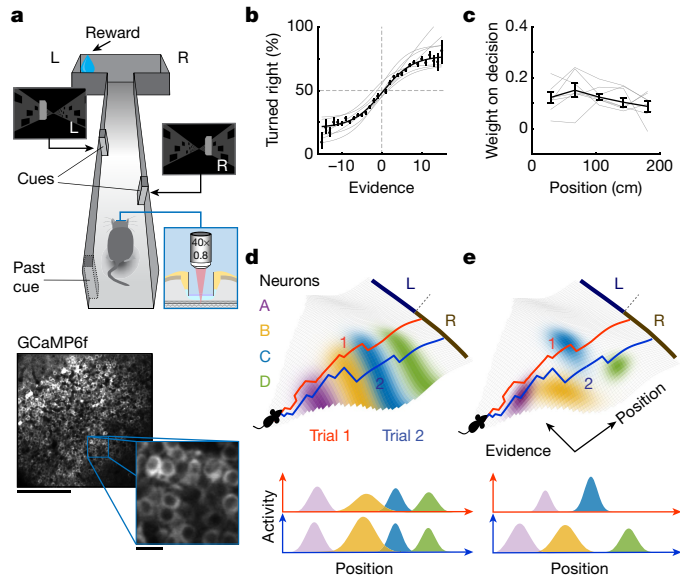 a
Reward
L
R
L
R
Cues
Past
cue
40×
0.8
GCaMP6f
b
Turned right (%)
100
50
0
−10
0
10
Evidence
c
Weight on decision
0.4
0.2
0
0
100
200
Position (cm)
d
Neurons
A
B
C
D
L
R
1
2
Trial 1
Trial 2
Activity
Position
e
L
R
1
2
Evidence
Position
Position